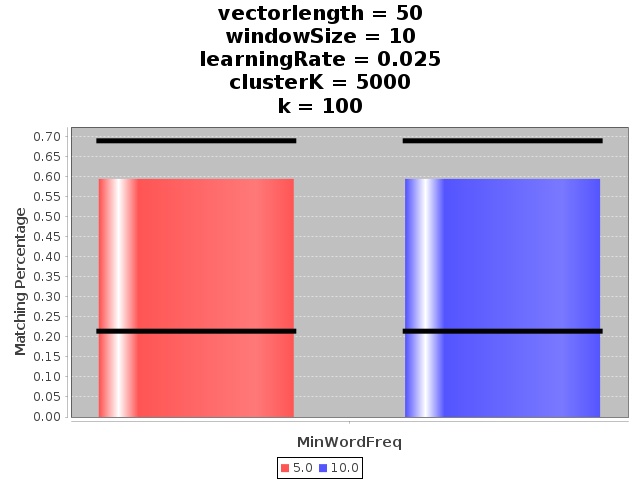 vectorlength = 50
windowSize = 10
learningRate = 0.025
clusterK = 5000
k = 100
0.70
0.65
0.60
0.55
0.50
0.45
0.40
0.35
0.30
0.25
0.20
0.15
0.10
0.05
0.00
Matching Percentage
MinWordFreq
5.0 10.0